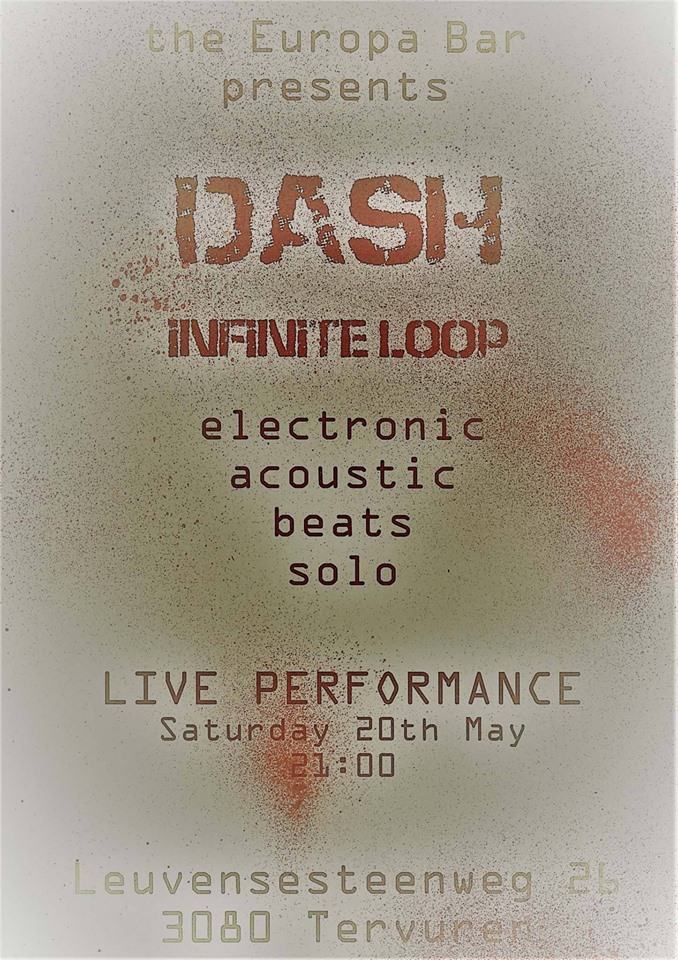 the Europa Bar
presents
DASH
INFINITE LOOP
electronic
acoustic
beats
solo
LIVE PERFORMANCE
Saturday 20th May
21:00
Leuvensesteenweg 26
3080 Tervuren